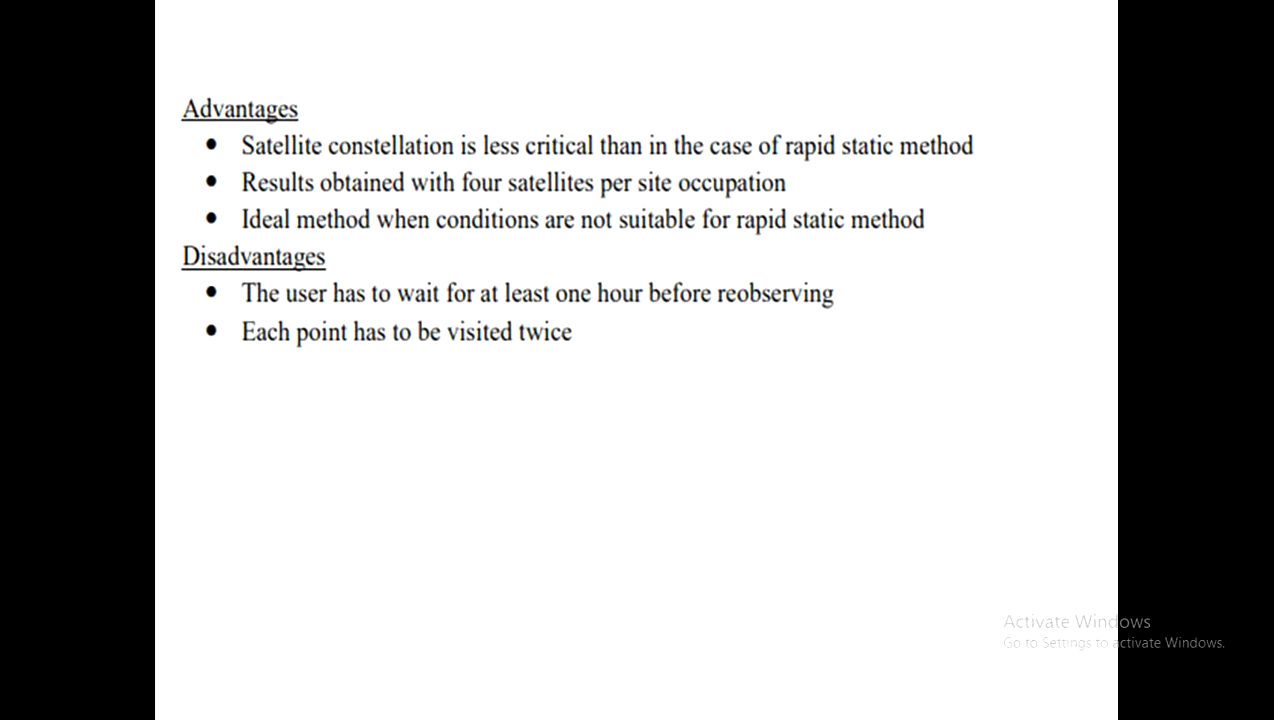 Advantages
• Satellite constellation is less critical than in the case of rapid static method
• Results obtained with four satellites per site occupation
• Ideal method when conditions are not suitable for rapid static method
Disadvantages
• The user has to wait for at least one hour before reobserving
• Each point has to be visited twice
Activate Windows
Go to Settings to activate Windows.